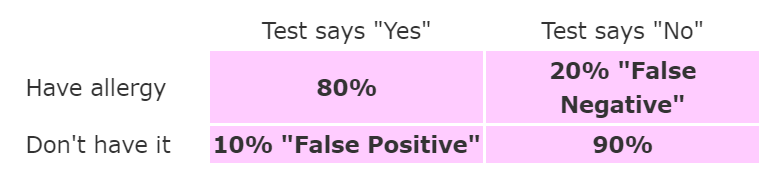 Test says "Yes" Test says "No"
Have allergy 80% 20% "False
Negative"
Don't have it 10% "False Positive" 90%